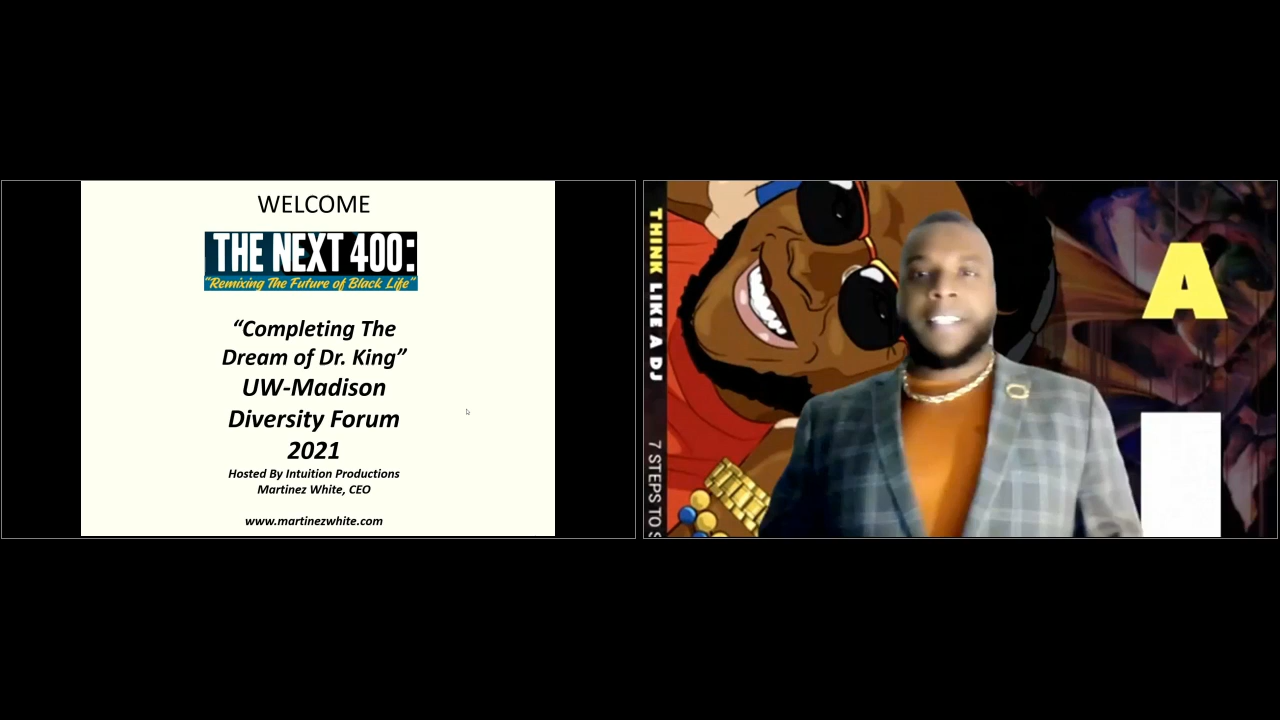 WELCOME
THE NEXT 400:
"Remixing The Future of Black Life"
“Completing The
Dream of Dr. King”
UW-Madison
Diversity Forum
2021
Hosted By Intuition Productions
Martinez White, CEO
www.martinezwhite.com
THINK LIKE A DJ
7 STEPS TO S
A